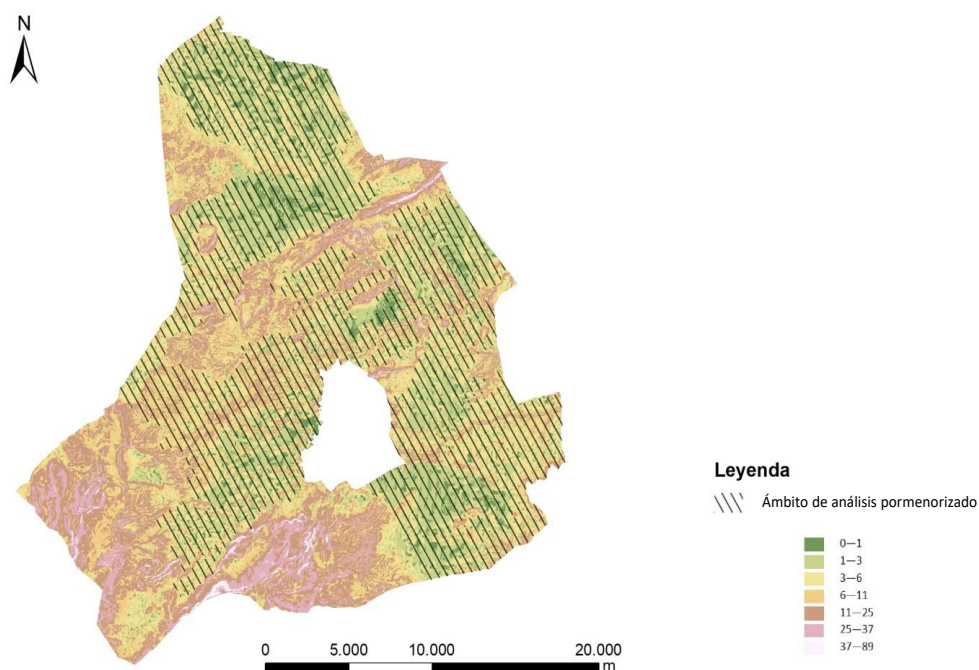 N
Leyenda
Ámbito de análisis pormenorizado
0—1
1—3
3—6
6—11
11—25
25—37
37—89
0 5.000 10.000 20.000
m